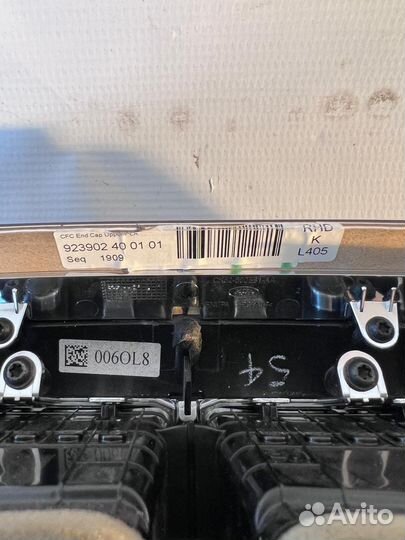 CFC End Cap Upper
923902 40 01 01
Seq 1909
RHD
K
L405
006OL8
54
Avito